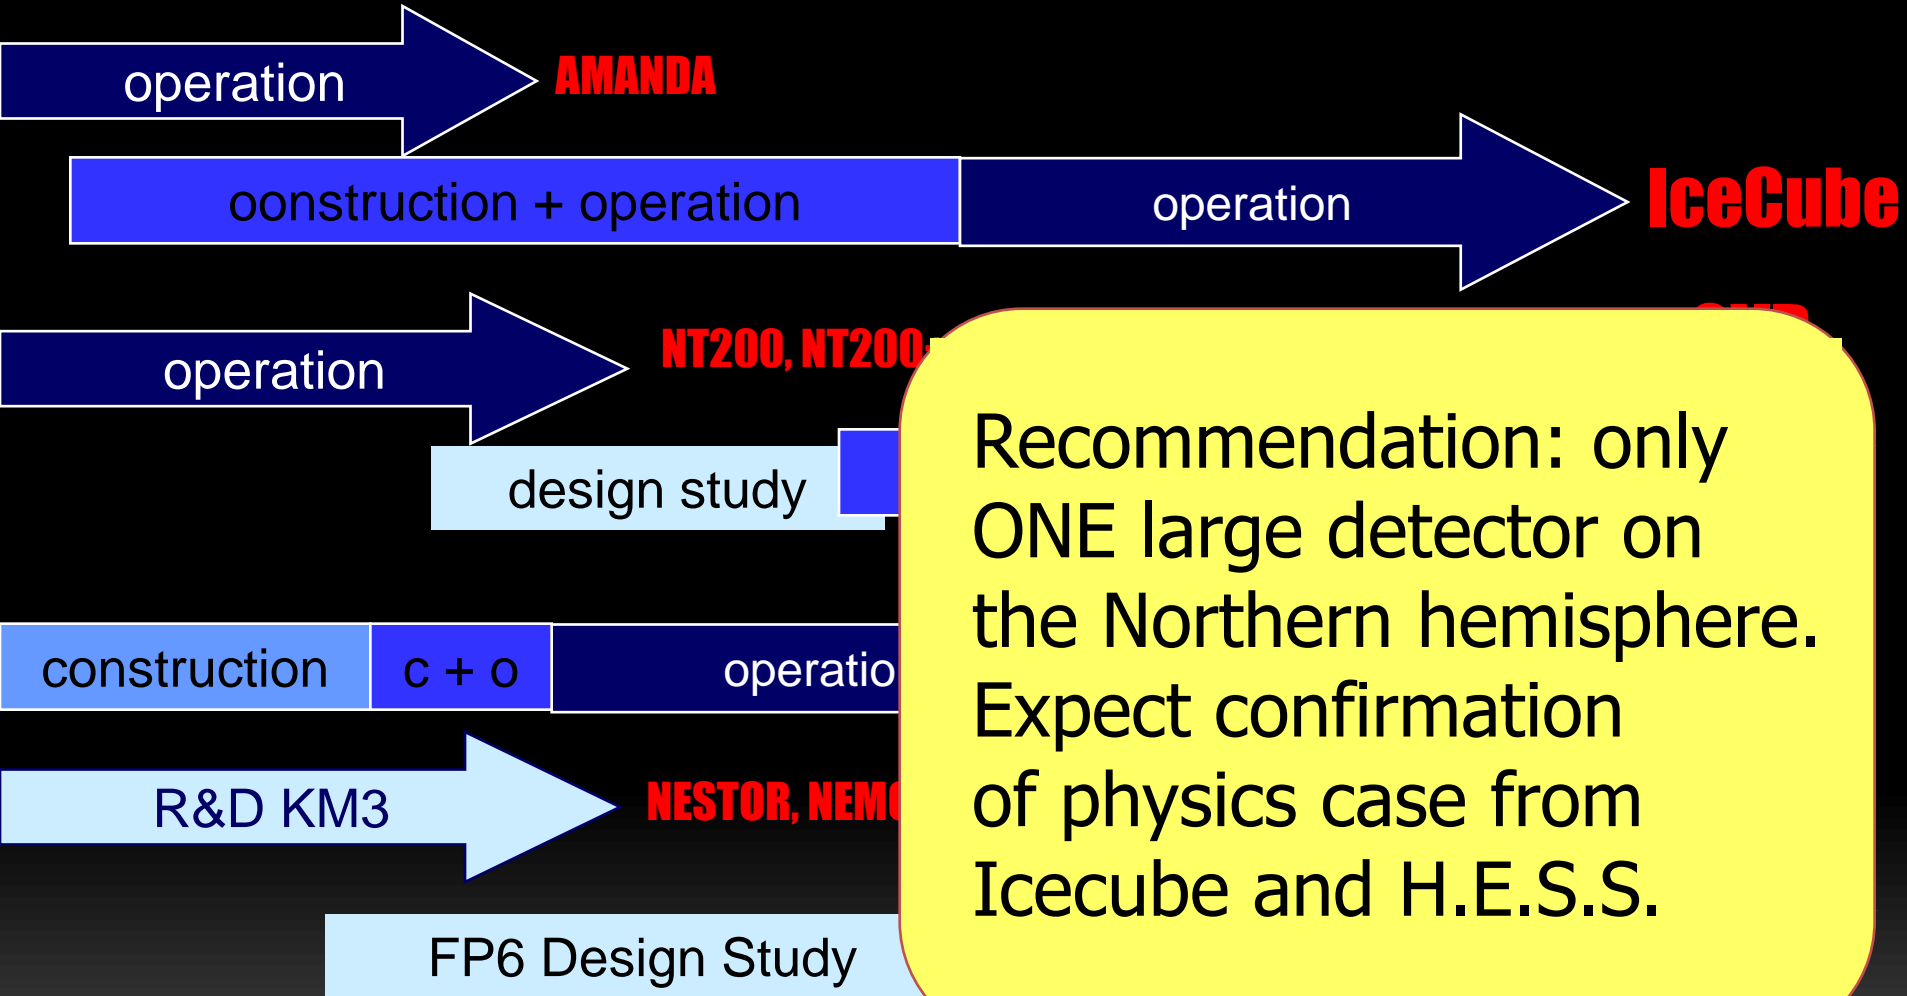 operation
AMANDA
oonstruction + operation
operation
IceCube
operation
NT200, NT200
design study
construction
c + o
operatio
R&D KM3
NESTOR, NEMO
FP6 Design Study
Recommendation: only
ONE large detector on
the Northern hemisphere.
Expect confirmation
of physics case from
Icecube and H.E.S.S.